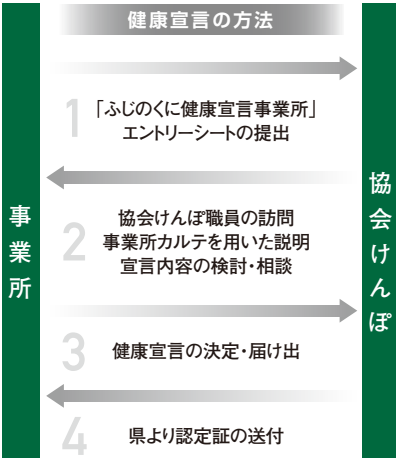 健康宣言の方法
事業所
協会けんぽ
1
「ふじのくに健康宣言事業所」
エントリーシートの提出
2
協会けんぽ職員の訪問
事業所カルテを用いた説明
宣言内容の検討・相談
3
健康宣言の決定・届け出
4
県より認定証の送付